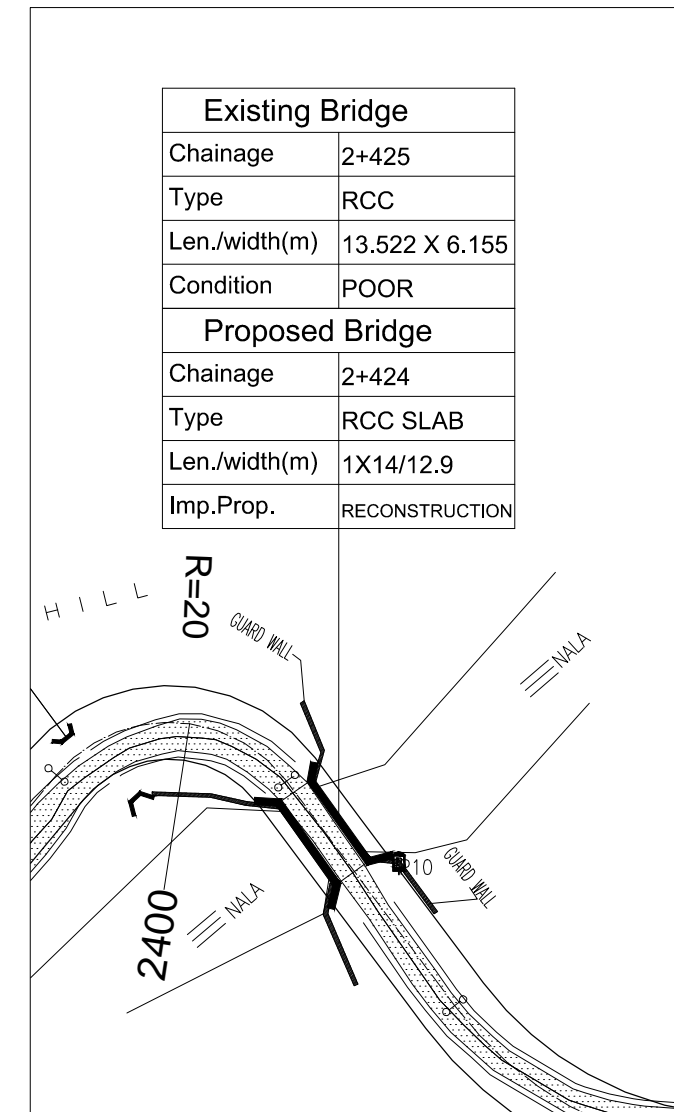 Existing Bridge
Chainage 2+425
Type RCC
Len./width(m) 13.522 X 6.155
Condition POOR
Proposed Bridge
Chainage 2+424
Type RCC SLAB
Len./width(m) 1X14/12.9
Imp.Prop. RECONSTRUCTION
HILL
R=20
GUARD WALL
NALA
GUARD WALL
NALA
2400